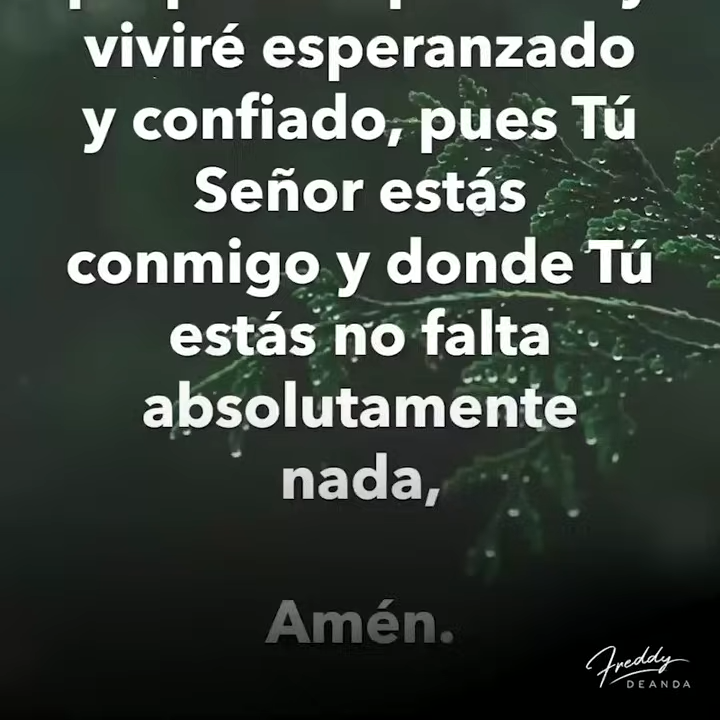 viviré esperanzado
y confiado, pues Tú
Señor estás
conmigo y donde Tú
estás no falta
absolutamente
nada,
Amén.
Freddy
DEANDA